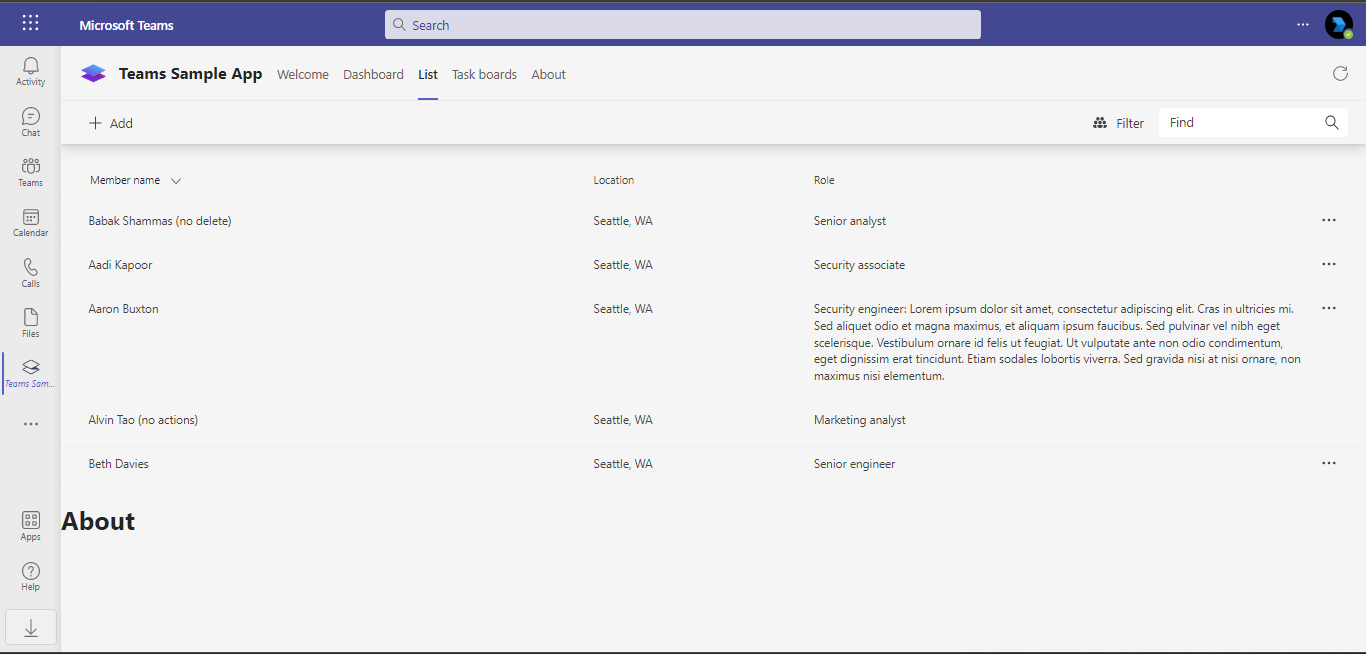 Microsoft Teams
Search
Activity
Chat
Teams
Calendar
Calls
Files
Teams Sam...
Apps
Help
Teams Sample App Welcome Dashboard List Task boards About
Add Filter Find
Member name Location Role
Babak Shammas (no delete) Seattle, WA Senior analyst
Aadi Kapoor Seattle, WA Security associate
Aaron Buxton Seattle, WA Security engineer: Lorem ipsum dolor sit amet, consectetur adipiscing elit. Cras in ultricies mi.
Sed aliquet odio et magna maximus, et aliquam ipsum faucibus. Sed pulvinar vel nibh eget
scelerisque. Vestibulum ornare id felis ut feugiat. Ut vulputate ante non odio condimentum,
eget dignissim erat tincidunt. Etiam sodales lobortis viverra. Sed gravida nisi at nisi ornare, non
maximus nisi elementum.
Alvin Tao (no actions) Seattle, WA Marketing analyst
Beth Davies Seattle, WA Senior engineer
About